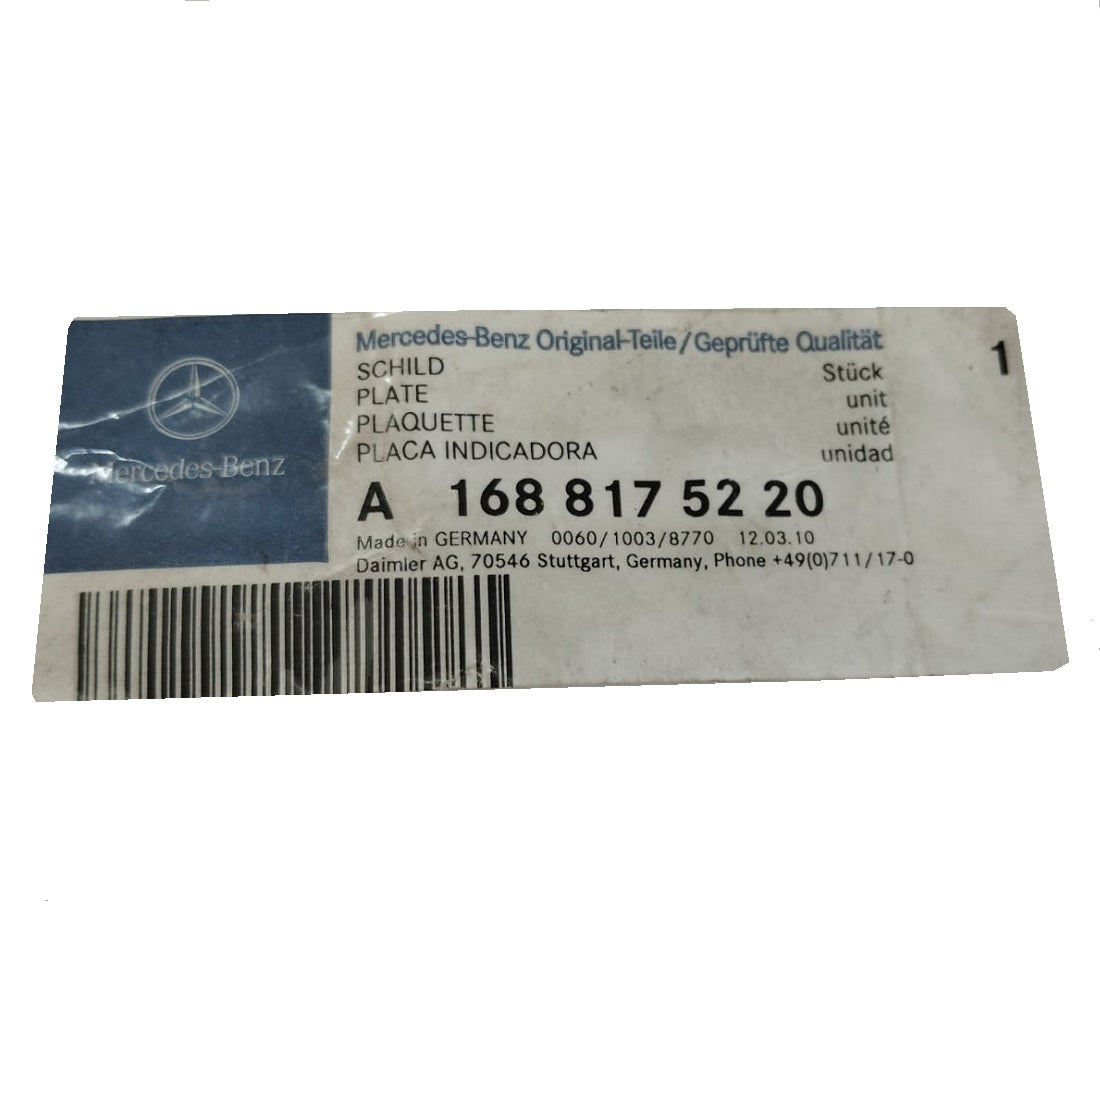 Mercedes-Benz
Mercedes-Benz Original-Teile/Geprüfte Qualität
SCHILD Stück 1
PLATE unit
PLAQUETTE unité
PLACA INDICADORA unidad
A 168 817 52 20
Made in GERMANY 0060/1003/8770 12.03.10
Daimler AG, 70546 Stuttgart, Germany, Phone +49(0)711/17-0